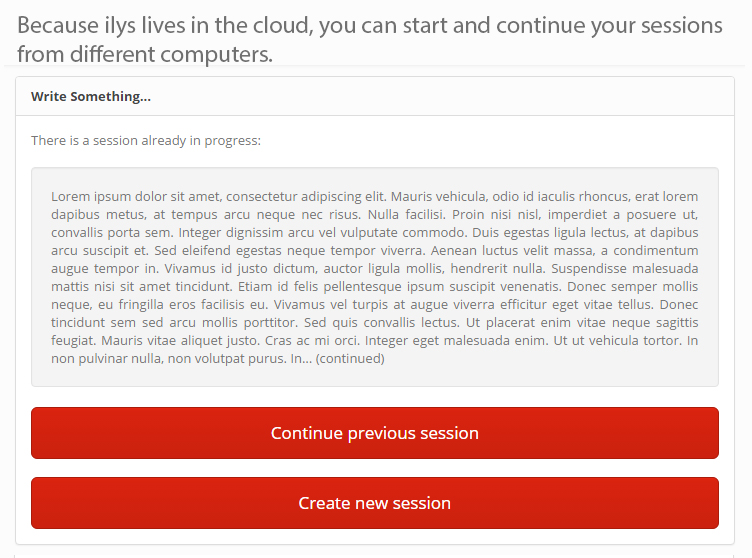 Because ilys lives in the cloud, you can start and continue your sessions
from different computers.
Write Something...
There is a session already in progress:
Lorem ipsum dolor sit amet, consectetur adipiscing elit. Mauris vehicula, odio id iaculis rhoncus, erat lorem
dapibus metus, at tempus arcu neque nec risus. Nulla facilisi. Proin nisi nisl, imperdiet a posuere ut,
convallis porta sem. Integer dignissim arcu vel vulputate commodo. Duis egestas ligula lectus, at dapibus
arcu suscipit et. Sed eleifend egestas neque tempor viverra. Aenean luctus velit massa, a condimentum
augue tempor in. Vivamus id justo dictum, auctor ligula mollis, hendrerit nulla. Suspendisse malesuada
mattis nisi sit amet tincidunt. Etiam id felis pellentesque ipsum suscipit venenatis. Donec semper mollis
neque, eu fringilla eros facilisis eu. Vivamus vel turpis at augue viverra efficitur eget vitae tellus. Donec
tincidunt sem sed arcu mollis porttitor. Sed quis convallis lectus. Ut placerat enim vitae neque sagittis
feugiat. Mauris vitae aliquet justo. Cras ac mi orci. Integer eget malesuada enim. Ut ut vehicula tortor. In
non pulvinar nulla, non volutpat purus. In... (continued)
Continue previous session
Create new session